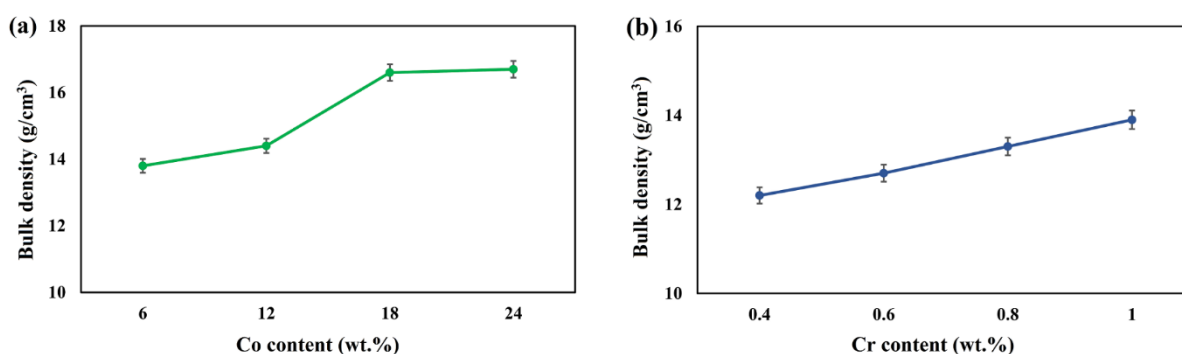 (a)
Bulk density (g/cm³)
18
16
14
12
10
6 12 18 24
Co content (wt.%)
(b)
Bulk density (g/cm³)
16
14
12
10
0.4 0.6 0.8 1
Cr content (wt.%)